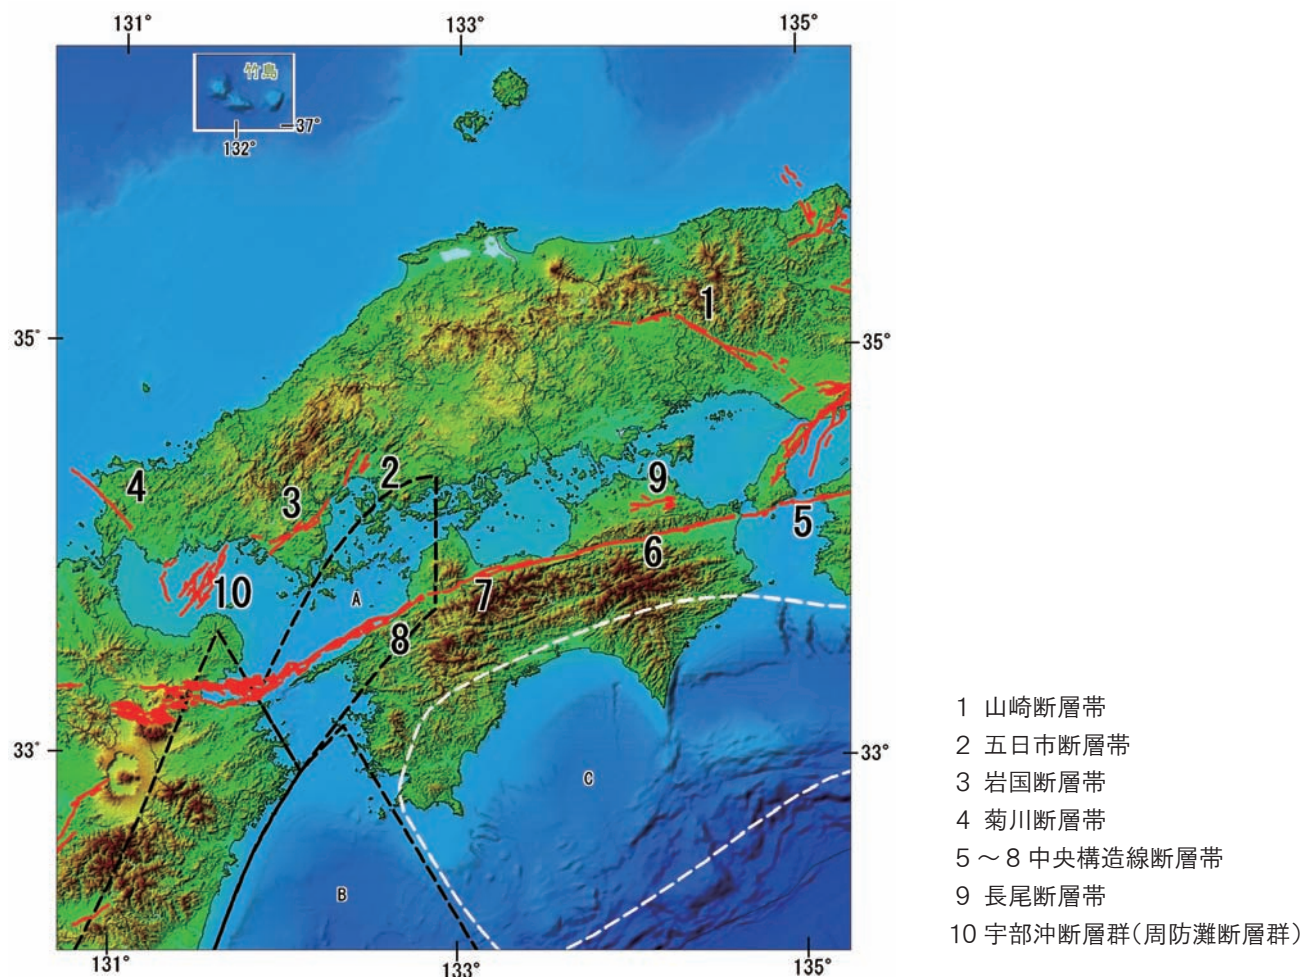 131°
133°
135°
竹島
37°
132°
1
35°
35°
2
9
4
3
5
6
10
A
7
8
33°
33°
C
B
131°
133°
135°
1 山崎断層帯
2 五日市断層帯
3 岩国断層帯
4 菊川断層帯
5～8 中央構造線断層帯
9 長尾断層帯
10 宇部沖断層群（周防灘断層群）